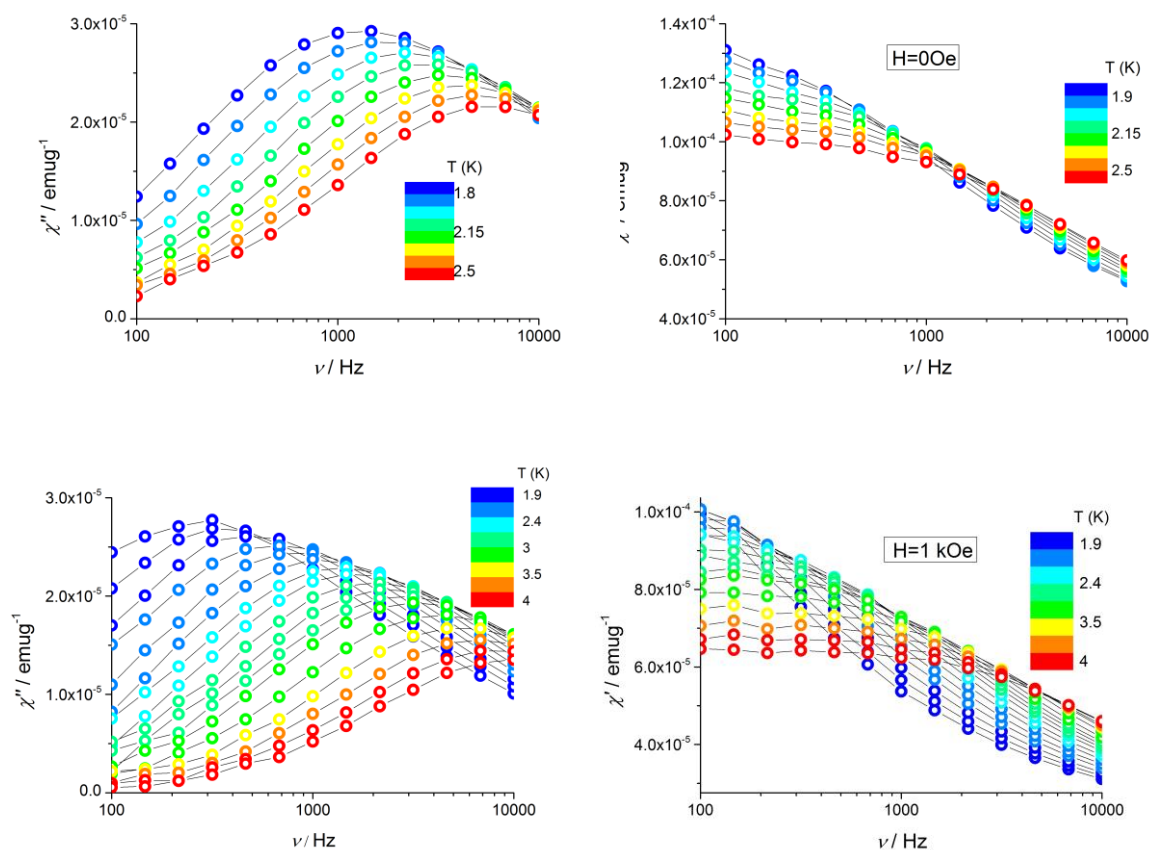 3.0x10⁻⁵
2.0x10⁻⁵
1.0x10⁻⁵
0.0
χ'' / emug⁻¹
100 1000 10000
ν / Hz
T (K)
1.8
2.15
2.5
1.4x10⁻⁴
1.2x10⁻⁴
1.0x10⁻⁴
8.0x10⁻⁵
6.0x10⁻⁵
4.0x10⁻⁵
100 1000 10000
ν / Hz
H=0Oe
T (K)
1.9
2.15
2.5
3.0x10⁻⁵
2.0x10⁻⁵
1.0x10⁻⁵
0.0
χ'' / emug⁻¹
100 1000 10000
ν / Hz
T (K)
1.9
2.4
3
3.5
4
1.0x10⁻⁴
8.0x10⁻⁵
6.0x10⁻⁵
4.0x10⁻⁵
χ' / emug⁻¹
100 1000 10000
ν / Hz
H=1 kOe
T (K)
1.9
2.4
3.5
4